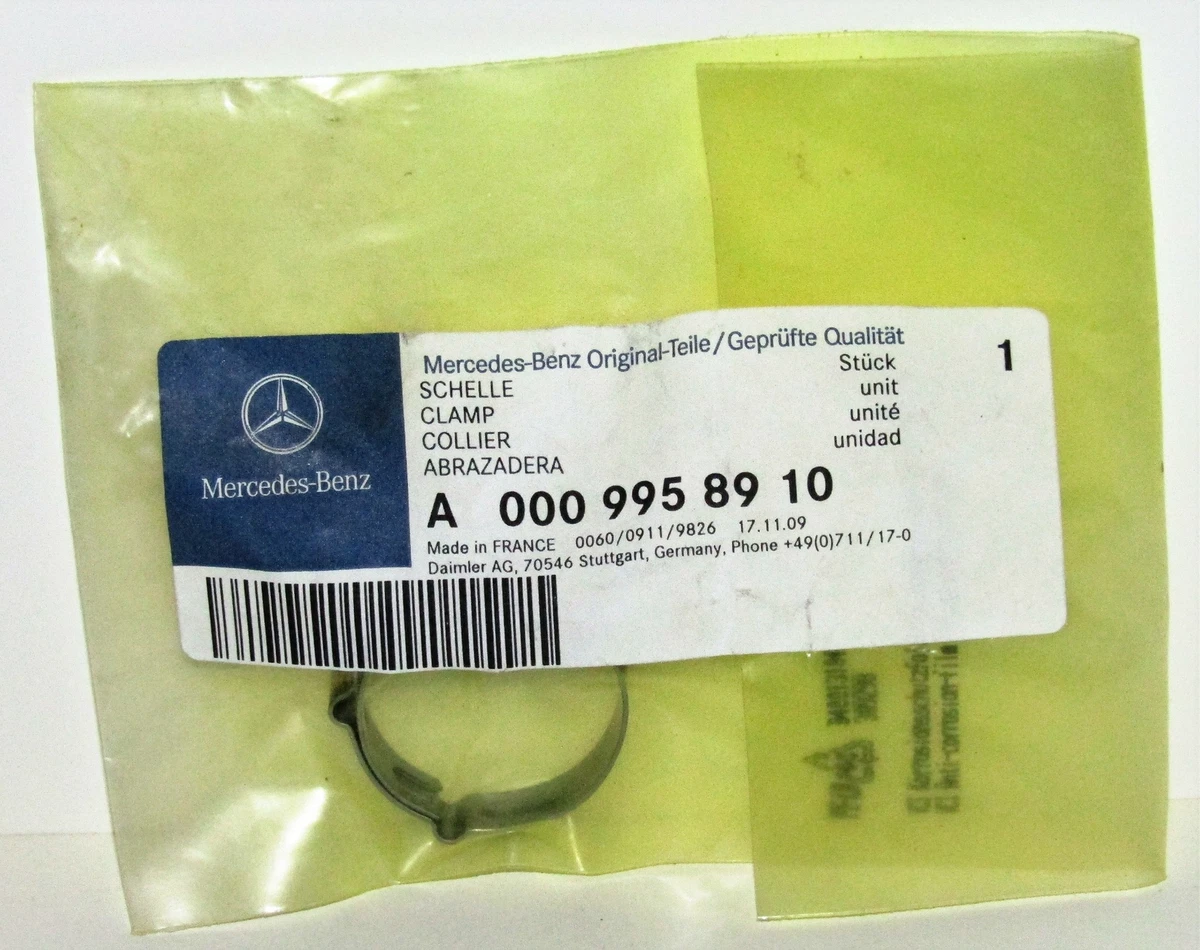 Mercedes-Benz
Mercedes-Benz Original-Teile/Geprüfte Qualität
1
SCHELLE Stück
CLAMP unit
COLLIER unité
ABRAZADERA unidad
A 000 995 89 10
Made in FRANCE 0060/0911/9826 17.11.09
Daimler AG, 70546 Stuttgart, Germany, Phone +49(0)711/17-0